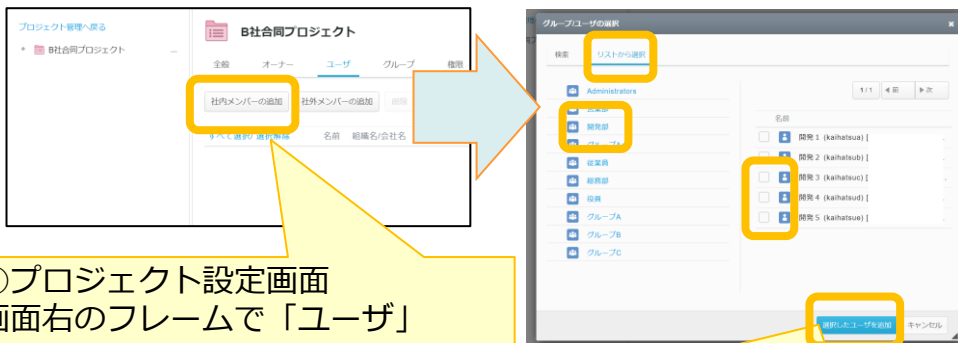 プロジェクト管理へ戻る
B社合同プロジェクト
B社合同プロジェクト
全般 オーナー ユーザ グループ 権限
社内メンバーの追加 社外メンバーの追加 削除
すべて選択/ 選択解除 名前 組織名/会社名
プロジェクト設定画面
画面右のフレームで「ユーザ」
グループ/ユーザの選択
検索 リストから選択
Administrators
営業部
開発部
グループA
従業員
総務部
役員
グループA
グループB
グループC
1/1 ◀前 ▶次
名前
開発1 (kaihatsua) [
開発2 (kaihatsub) [
開発3 (kaihatsuc) [
開発4 (kaihatsud) [
開発5 (kaihatsue) [
選択したユーザを追加 キャンセル